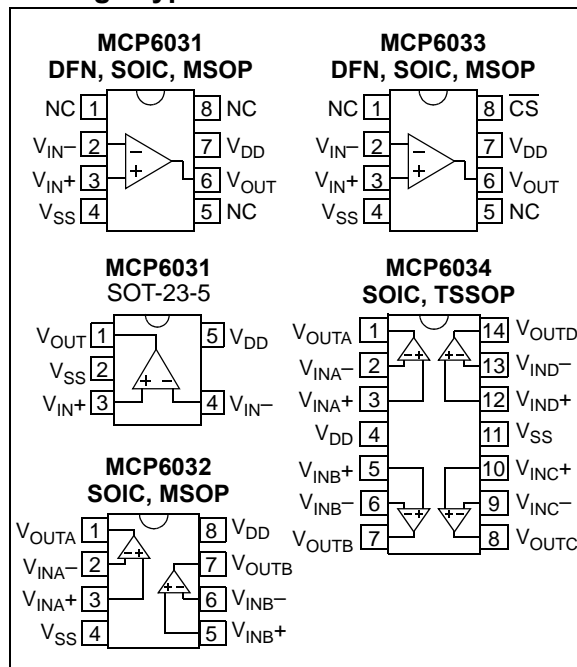 MCP6031
DFN, SOIC, MSOP
NC 1 8 NC
VIN– 2 7 VDD
VIN+ 3 6 VOUT
VSS 4 5 NC
MCP6033
DFN, SOIC, MSOP
NC 1 8 CS
VIN– 2 7 VDD
VIN+ 3 6 VOUT
VSS 4 5 NC
MCP6031
SOT-23-5
VOUT 1 5 VDD
VSS 2
VIN+ 3 4 VIN–
MCP6034
SOIC, TSSOP
VOUTA 1 14 VOUTD
VINA– 2 13 VIND–
VINA+ 3 12 VIND+
VDD 4 11 VSS
VINB+ 5 10 VINC+
VINB– 6 9 VINC–
VOUTB 7 8 VOUTC
MCP6032
SOIC, MSOP
VOUTA 1 8 VDD
VINA– 2 7 VOUTB
VINA+ 3 6 VINB–
VSS 4 5 VINB+